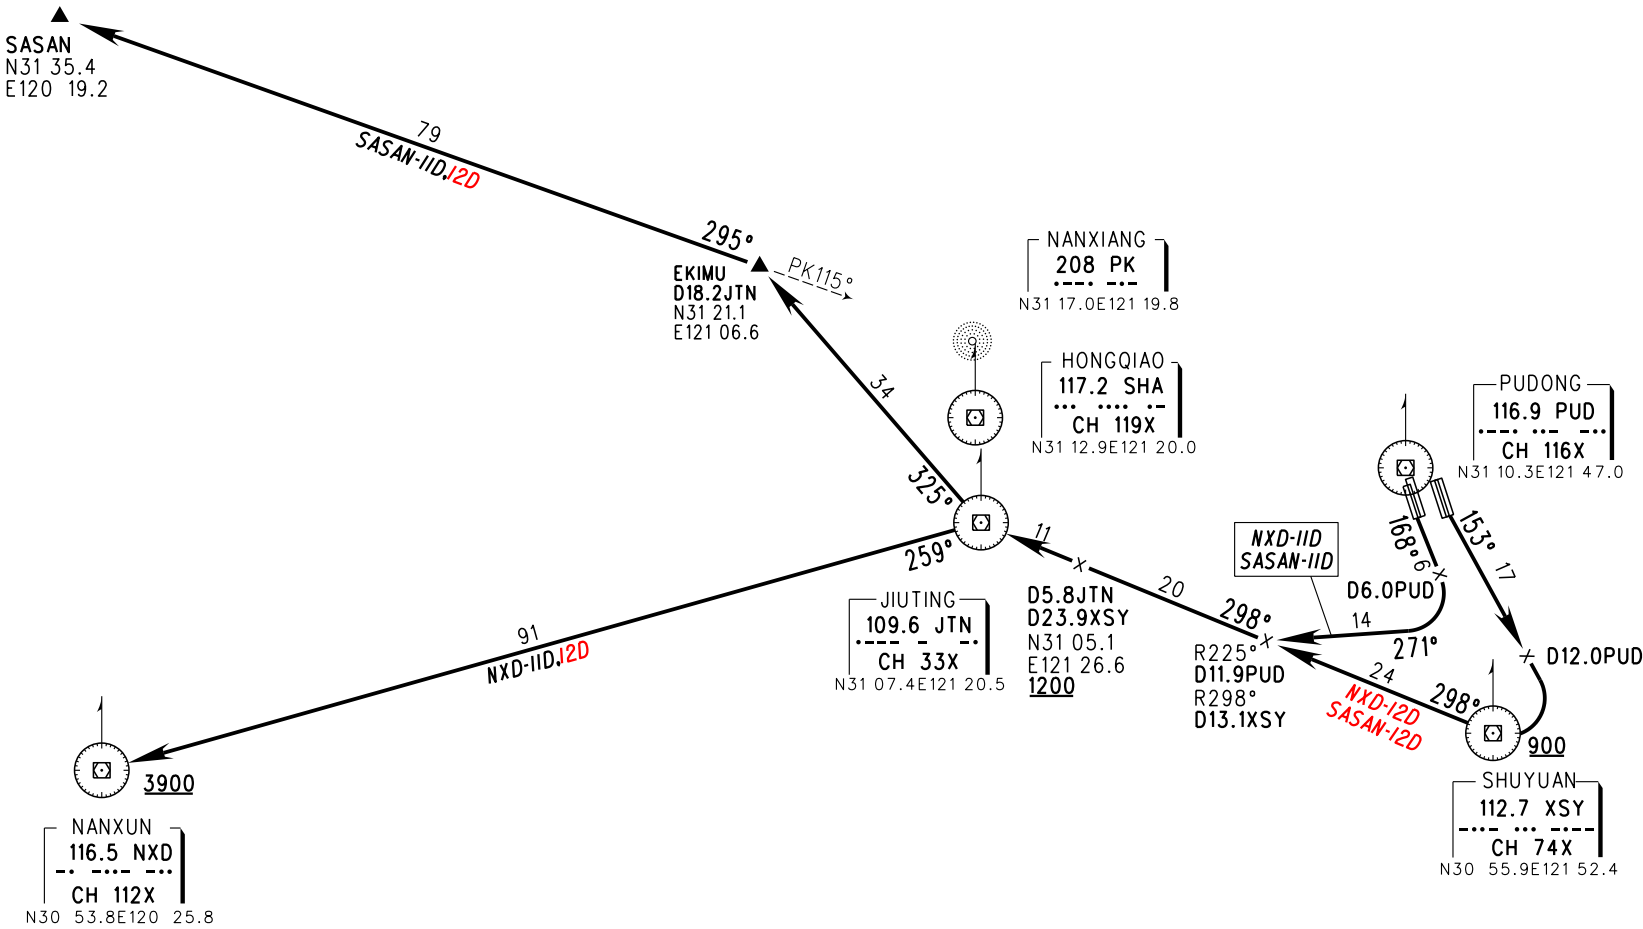 SASAN
N31 35.4
E120 19.2
79
SASAN-11D,12D
295°
EKIMU
D18.2JTN
N31 21.1
E121 06.6
PK115°
NANXIANG
208 PK
N31 17.0E121 19.8
HONGQIAO
117.2 SHA
CH 119X
N31 12.9E121 20.0
PUDONG
116.9 PUD
CH 116X
N31 10.3E121 47.0
34
325°
259°
11
20
298°
NXD-11D
SASAN-11D
168°
6
153°
17
D6.0PUD
14
271°
D12.0PUD
JIUTING
109.6 JTN
CH 33X
N31 07.4E121 20.5
D5.8JTN
D23.9XSY
N31 05.1
E121 26.6
1200
R225°
D11.9PUD
R298°
D13.1XSY
24
298°
NXD-12D
SASAN-12D
900
91
NXD-11D,12D
3900
NANXUN
116.5 NXD
CH 112X
N30 53.8E120 25.8
SHUYUAN
112.7 XSY
CH 74X
N30 55.9E121 52.4